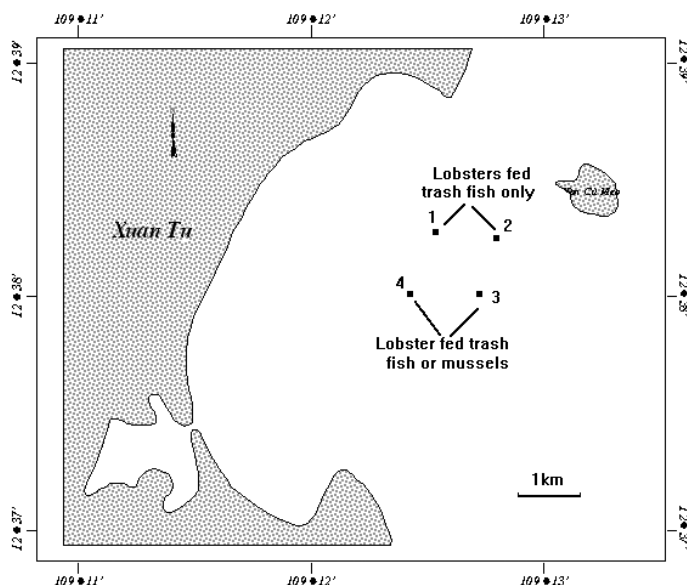 109●11' 109●12' 109●13'
12●39' 12●39'
Lobsters fed
trash fish only
1 2
Xuan Tu
12●38' 12●38'
4 3
Lobster fed trash
fish or mussels
1km
12●37' 12●37'
109●11' 109●12' 109●13'